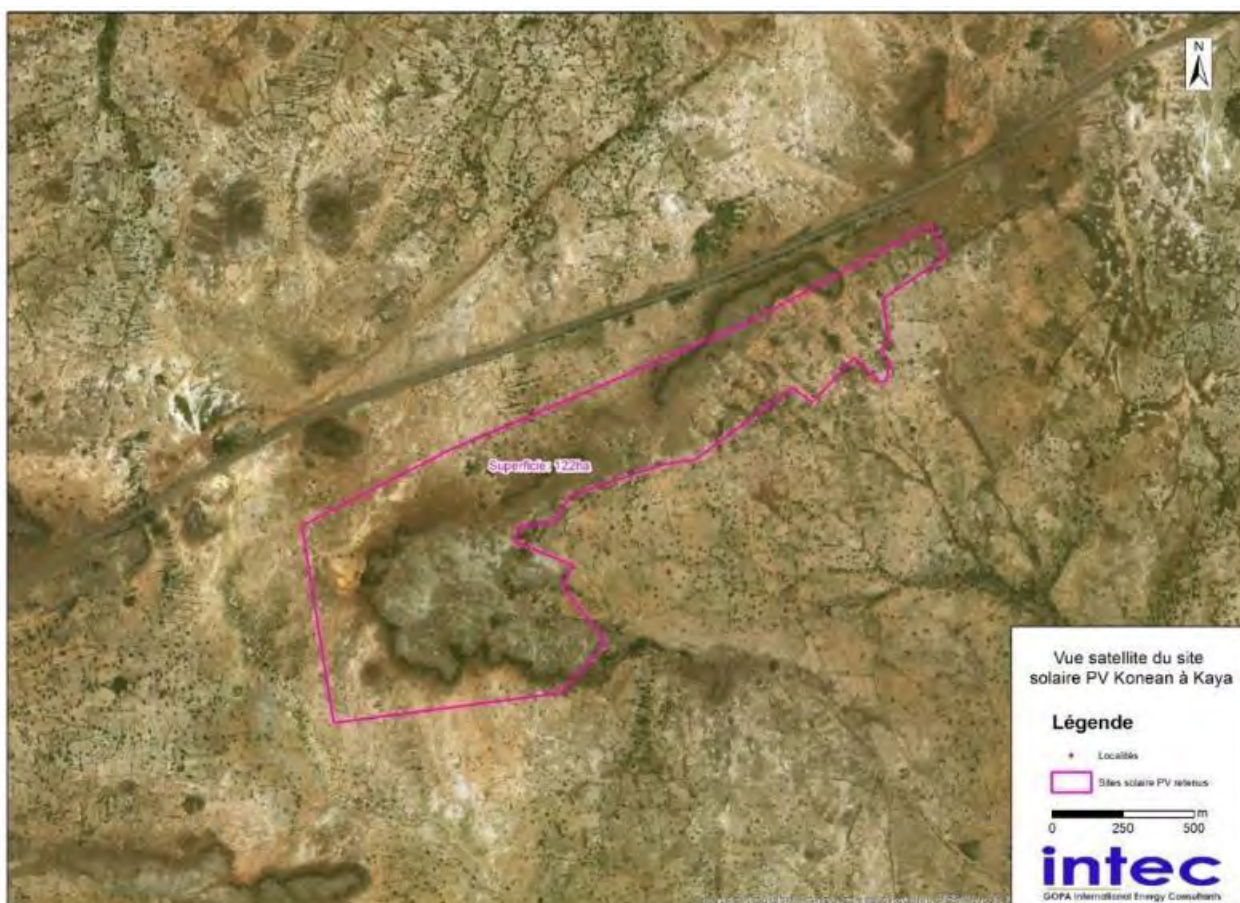 N
Superficie: 122ha
Vue satellite du site
solaire PV Konean à Kaya
Légende
Localités
Sites solaire PV retenus
m
0 250 500
intec
GOPA International Energy Consultants